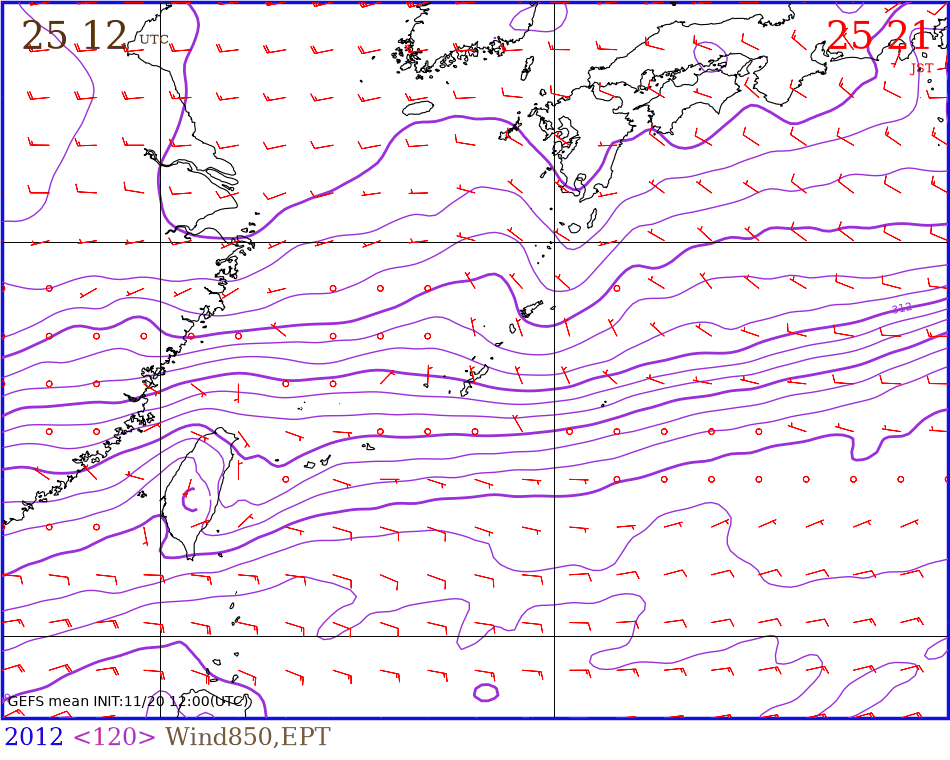 25 12 UTC 25 21
JST
312
GEFS mean INIT:11/20 12:00(UTC)
2012 <120> Wind850,EPT